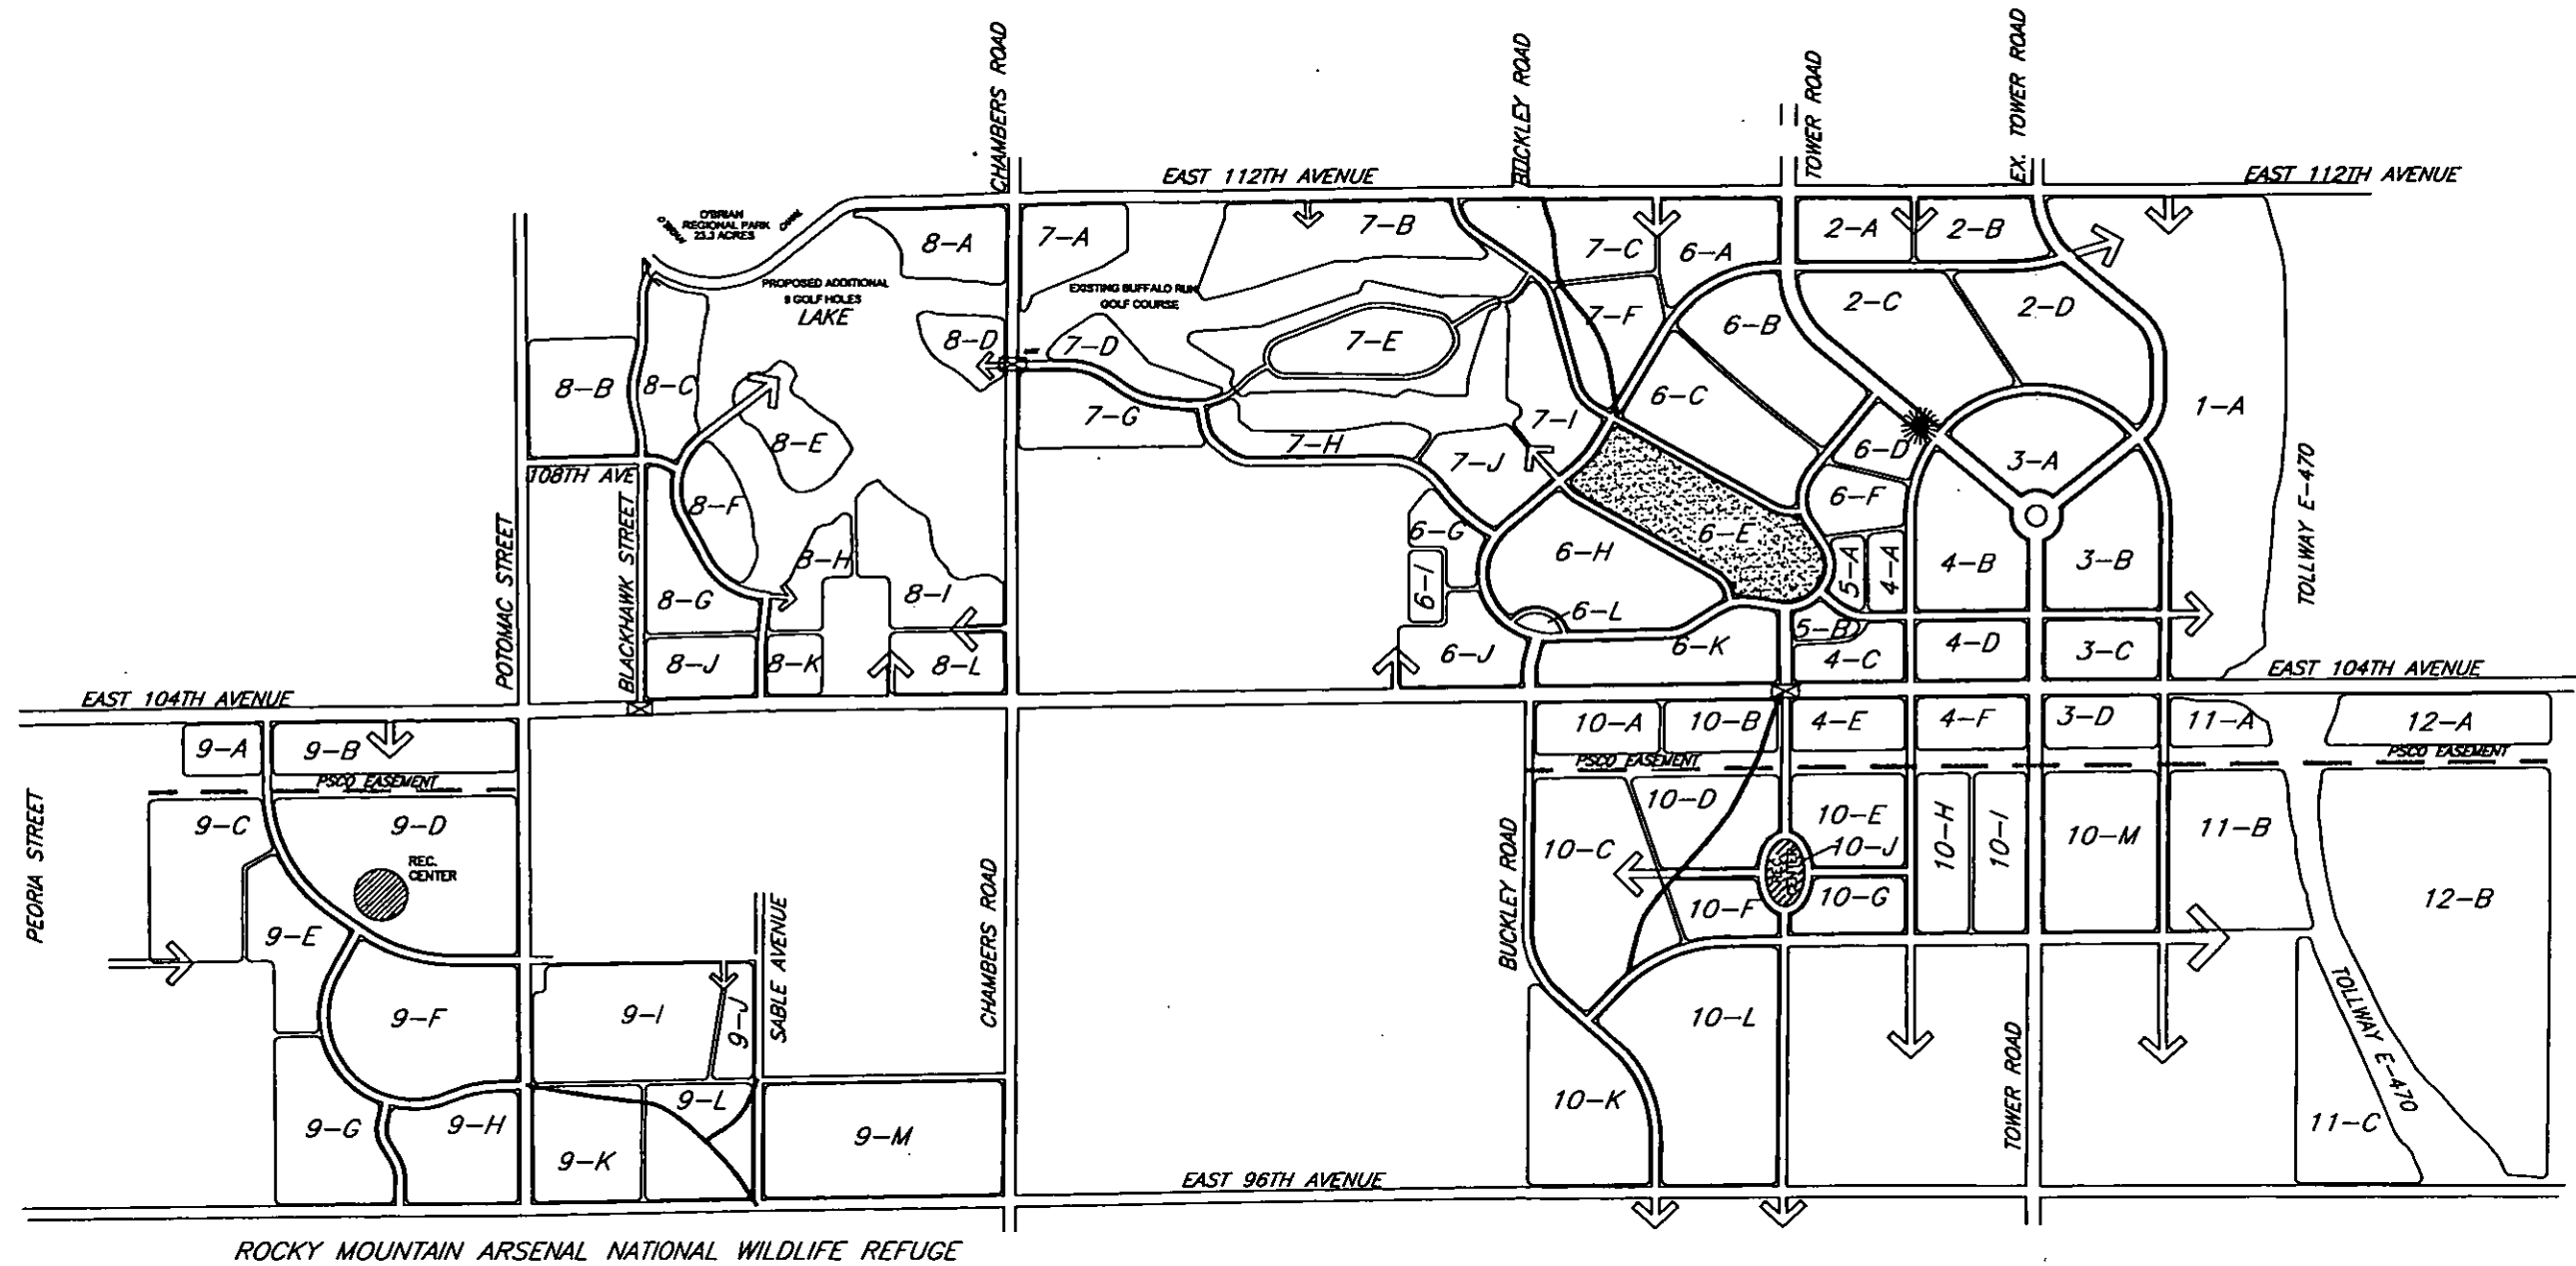 CHAMBERS ROAD
BUCKLEY ROAD
TOWER ROAD
EX. TOWER ROAD
EAST 112TH AVENUE
EAST 112TH AVENUE
O'BRIAN
REGIONAL PARK
23.3 ACRES
O'BRIAN
CANAL
8-A
7-A
7-B
7-C
6-A
2-A
2-B
PROPOSED ADDITIONAL
9 GOLF HOLES
LAKE
EXISTING BUFFALO RUN
GOLF COURSE
8-B
8-C
8-D
7-D
7-E
7-F
6-B
2-C
2-D
8-E
7-G
7-H
7-I
6-C
6-D
3-A
1-A
TOLLWAY E-470
108TH AVE
8-F
7-J
6-F
6-E
6-G
6-H
6-I
5-A
4-A
4-B
3-B
POTOMAC STREET
BLACKHAWK STREET
8-G
8-H
8-I
6-L
5-B
8-J
8-K
8-L
6-J
6-K
4-C
4-D
3-C
EAST 104TH AVENUE
EAST 104TH AVENUE
9-A
9-B
10-A
10-B
4-E
4-F
3-D
11-A
12-A
PSCO EASEMENT
PSCO EASEMENT
PSCO EASEMENT
PEORIA STREET
9-C
9-D
REC.
CENTER
BUCKLEY ROAD
10-C
10-D
10-E
10-J
REC.
CENTER
10-H
10-I
10-M
11-B
12-B
9-E
10-F
10-G
SABLE AVENUE
CHAMBERS ROAD
9-F
9-I
9-J
10-L
TOWER ROAD
TOLLWAY E-470
9-G
9-H
9-K
9-L
9-M
10-K
11-C
EAST 96TH AVENUE
ROCKY MOUNTAIN ARSENAL NATIONAL WILDLIFE REFUGE